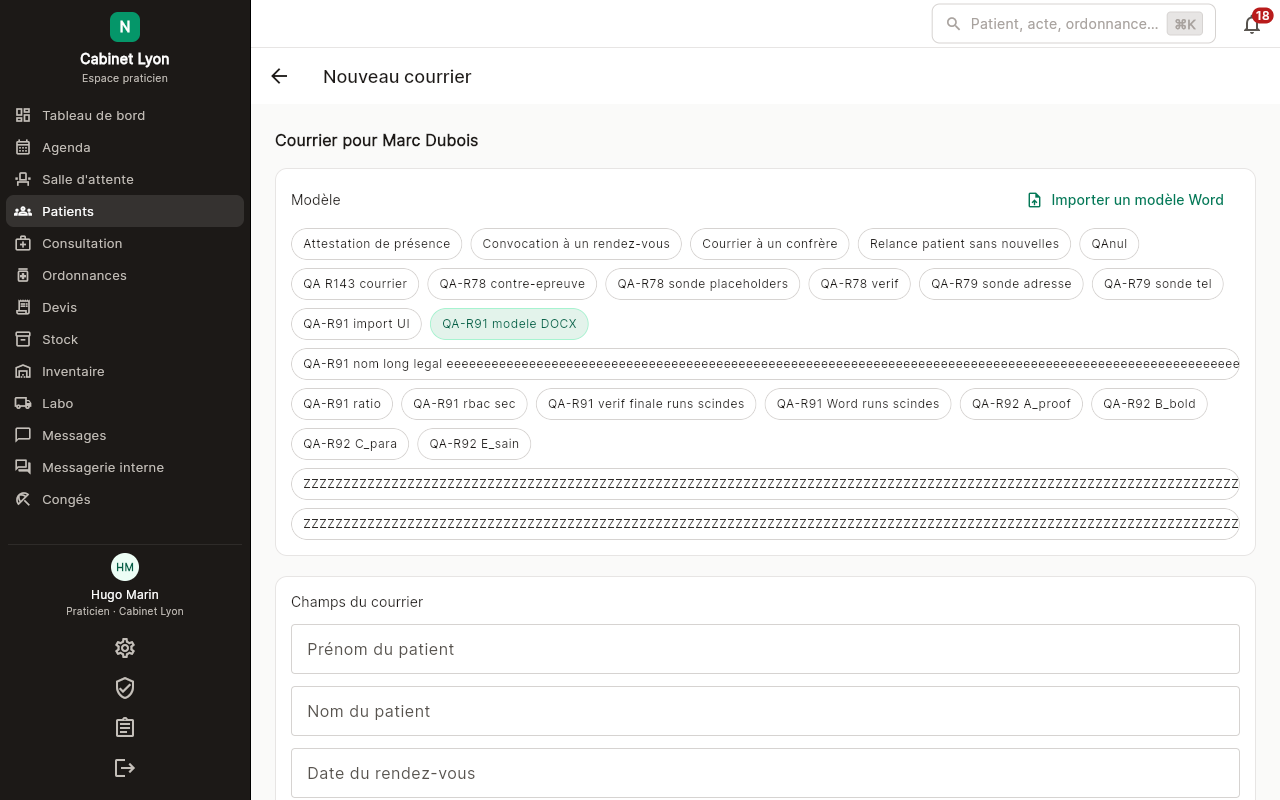 N
Cabinet Lyon
Espace praticien
Tableau de bord
Agenda
Salle d'attente
Patients
Consultation
Ordonnances
Devis
Stock
Inventaire
Labo
Messages
Messagerie interne
Congés
HM
Hugo Marin
Praticien · Cabinet Lyon
Patient, acte, ordonnance... ⌘K
18
Nouveau courrier
Courrier pour Marc Dubois
Modèle
Importer un modèle Word
Attestation de présence
Convocation à un rendez-vous
Courrier à un confrère
Relance patient sans nouvelles
QAnul
QA R143 courrier
QA-R78 contre-epreuve
QA-R78 sonde placeholders
QA-R78 verif
QA-R79 sonde adresse
QA-R79 sonde tel
QA-R91 import UI
QA-R91 modele DOCX
QA-R91 nom long legal
QA-R91 ratio
QA-R91 rbac sec
QA-R91 verif finale runs scindes
QA-R91 Word runs scindes
QA-R92 A_proof
QA-R92 B_bold
QA-R92 C_para
QA-R92 E_sain
Champs du courrier
Prénom du patient
Nom du patient
Date du rendez-vous